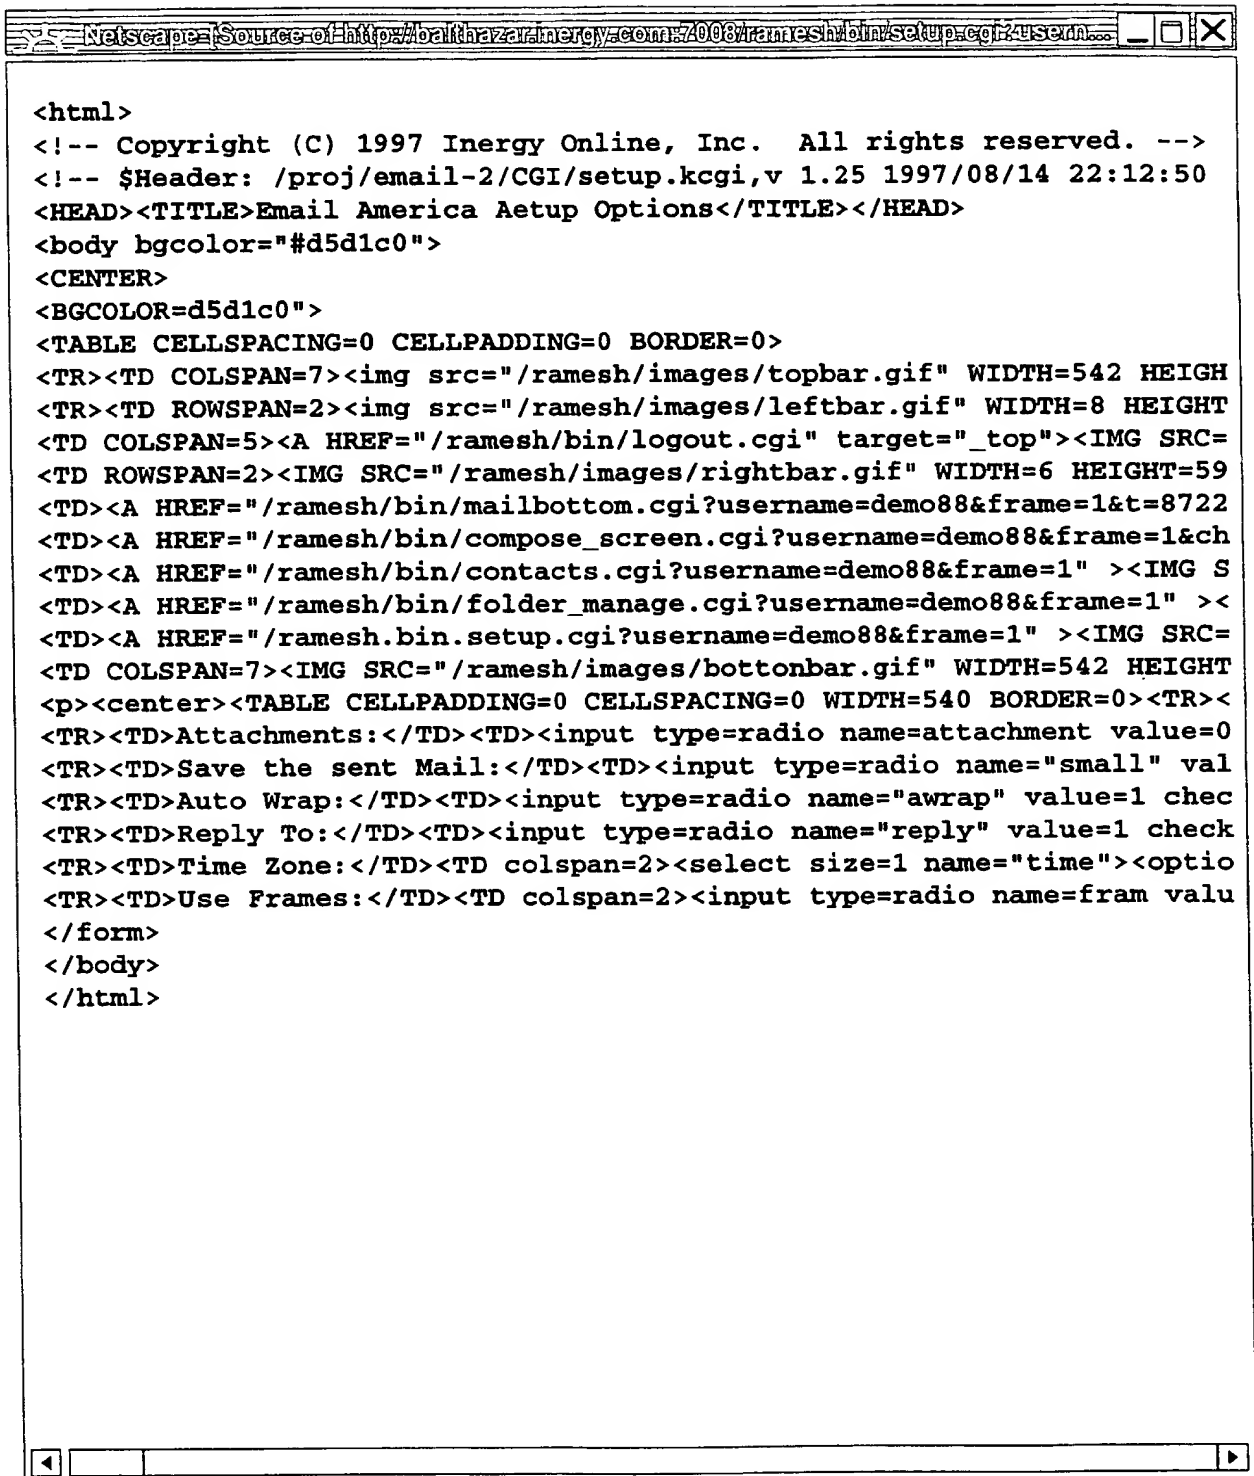 Netscape-[Source of http://balthazar.inergy.com:7008/ramesh/bin/setup.cgi?usern...
<html>
<!-- Copyright (C) 1997 Inergy Online, Inc.  All rights reserved. -->
<!-- $Header: /proj/email-2/CGI/setup.kcgi,v 1.25 1997/08/14 22:12:50
<HEAD><TITLE>Email America Aetup Options</TITLE></HEAD>
<body bgcolor="#d5d1c0">
<CENTER>
<BGCOLOR=d5d1c0">
<TABLE CELLSPACING=0 CELLPADDING=0 BORDER=0>
<TR><TD COLSPAN=7><img src="/ramesh/images/topbar.gif" WIDTH=542 HEIGH
<TR><TD ROWSPAN=2><img src="/ramesh/images/leftbar.gif" WIDTH=8 HEIGHT
<TD COLSPAN=5><A HREF="/ramesh/bin/logout.cgi" target="_top"><IMG SRC=
<TD ROWSPAN=2><IMG SRC="/ramesh/images/rightbar.gif" WIDTH=6 HEIGHT=59
<TD><A HREF="/ramesh/bin/mailbottom.cgi?username=demo88&frame=1&t=8722
<TD><A HREF="/ramesh/bin/compose_screen.cgi?username=demo88&frame=1&ch
<TD><A HREF="/ramesh/bin/contacts.cgi?username=demo88&frame=1" ><IMG S
<TD><A HREF="/ramesh/bin/folder_manage.cgi?username=demo88&frame=1" ><
<TD><A HREF="/ramesh.bin.setup.cgi?username=demo88&frame=1" ><IMG SRC=
<TD COLSPAN=7><IMG SRC="/ramesh/images/bottonbar.gif" WIDTH=542 HEIGHT
<p><center><TABLE CELLPADDING=0 CELLSPACING=0 WIDTH=540 BORDER=0><TR><
<TR><TD>Attachments:</TD><TD><input type=radio name=attachment value=0
<TR><TD>Save the sent Mail:</TD><TD><input type=radio name="small" val
<TR><TD>Auto Wrap:</TD><TD><input type=radio name="awrap" value=1 chec
<TR><TD>Reply To:</TD><TD><input type=radio name="reply" value=1 check
<TR><TD>Time Zone:</TD><TD colspan=2><select size=1 name="time"><optio
<TR><TD>Use Frames:</TD><TD colspan=2><input type=radio name=fram valu
</form>
</body>
</html>